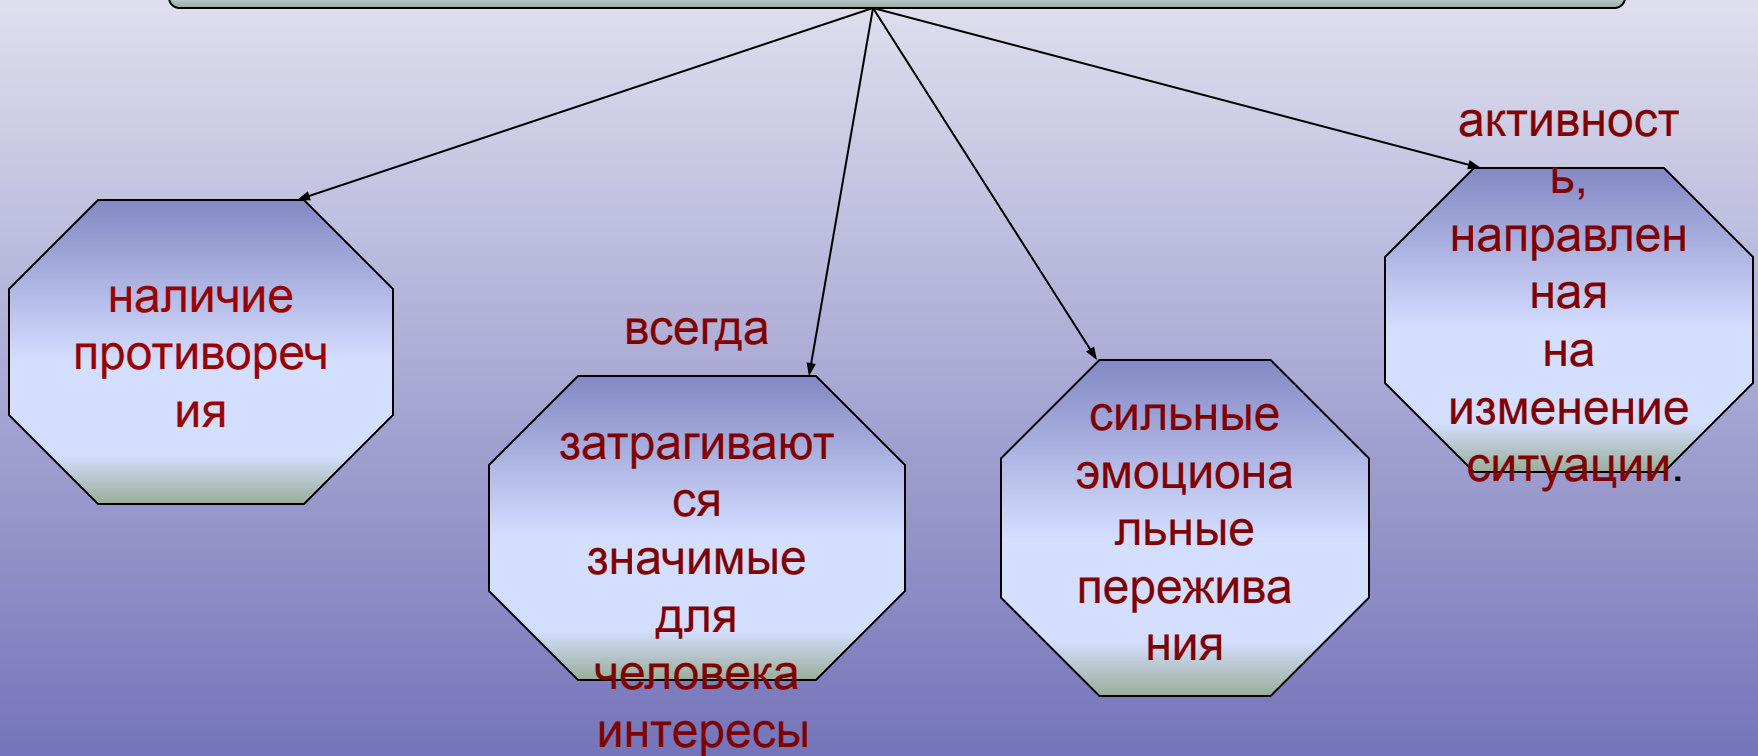 наличие
противореч
ия
всегда
затрагивают
ся
значимые
для
человека
интересы
сильные
эмоциона
льные
пережива
ния
активност
ь,
направлен
ная
на
изменение
ситуации.